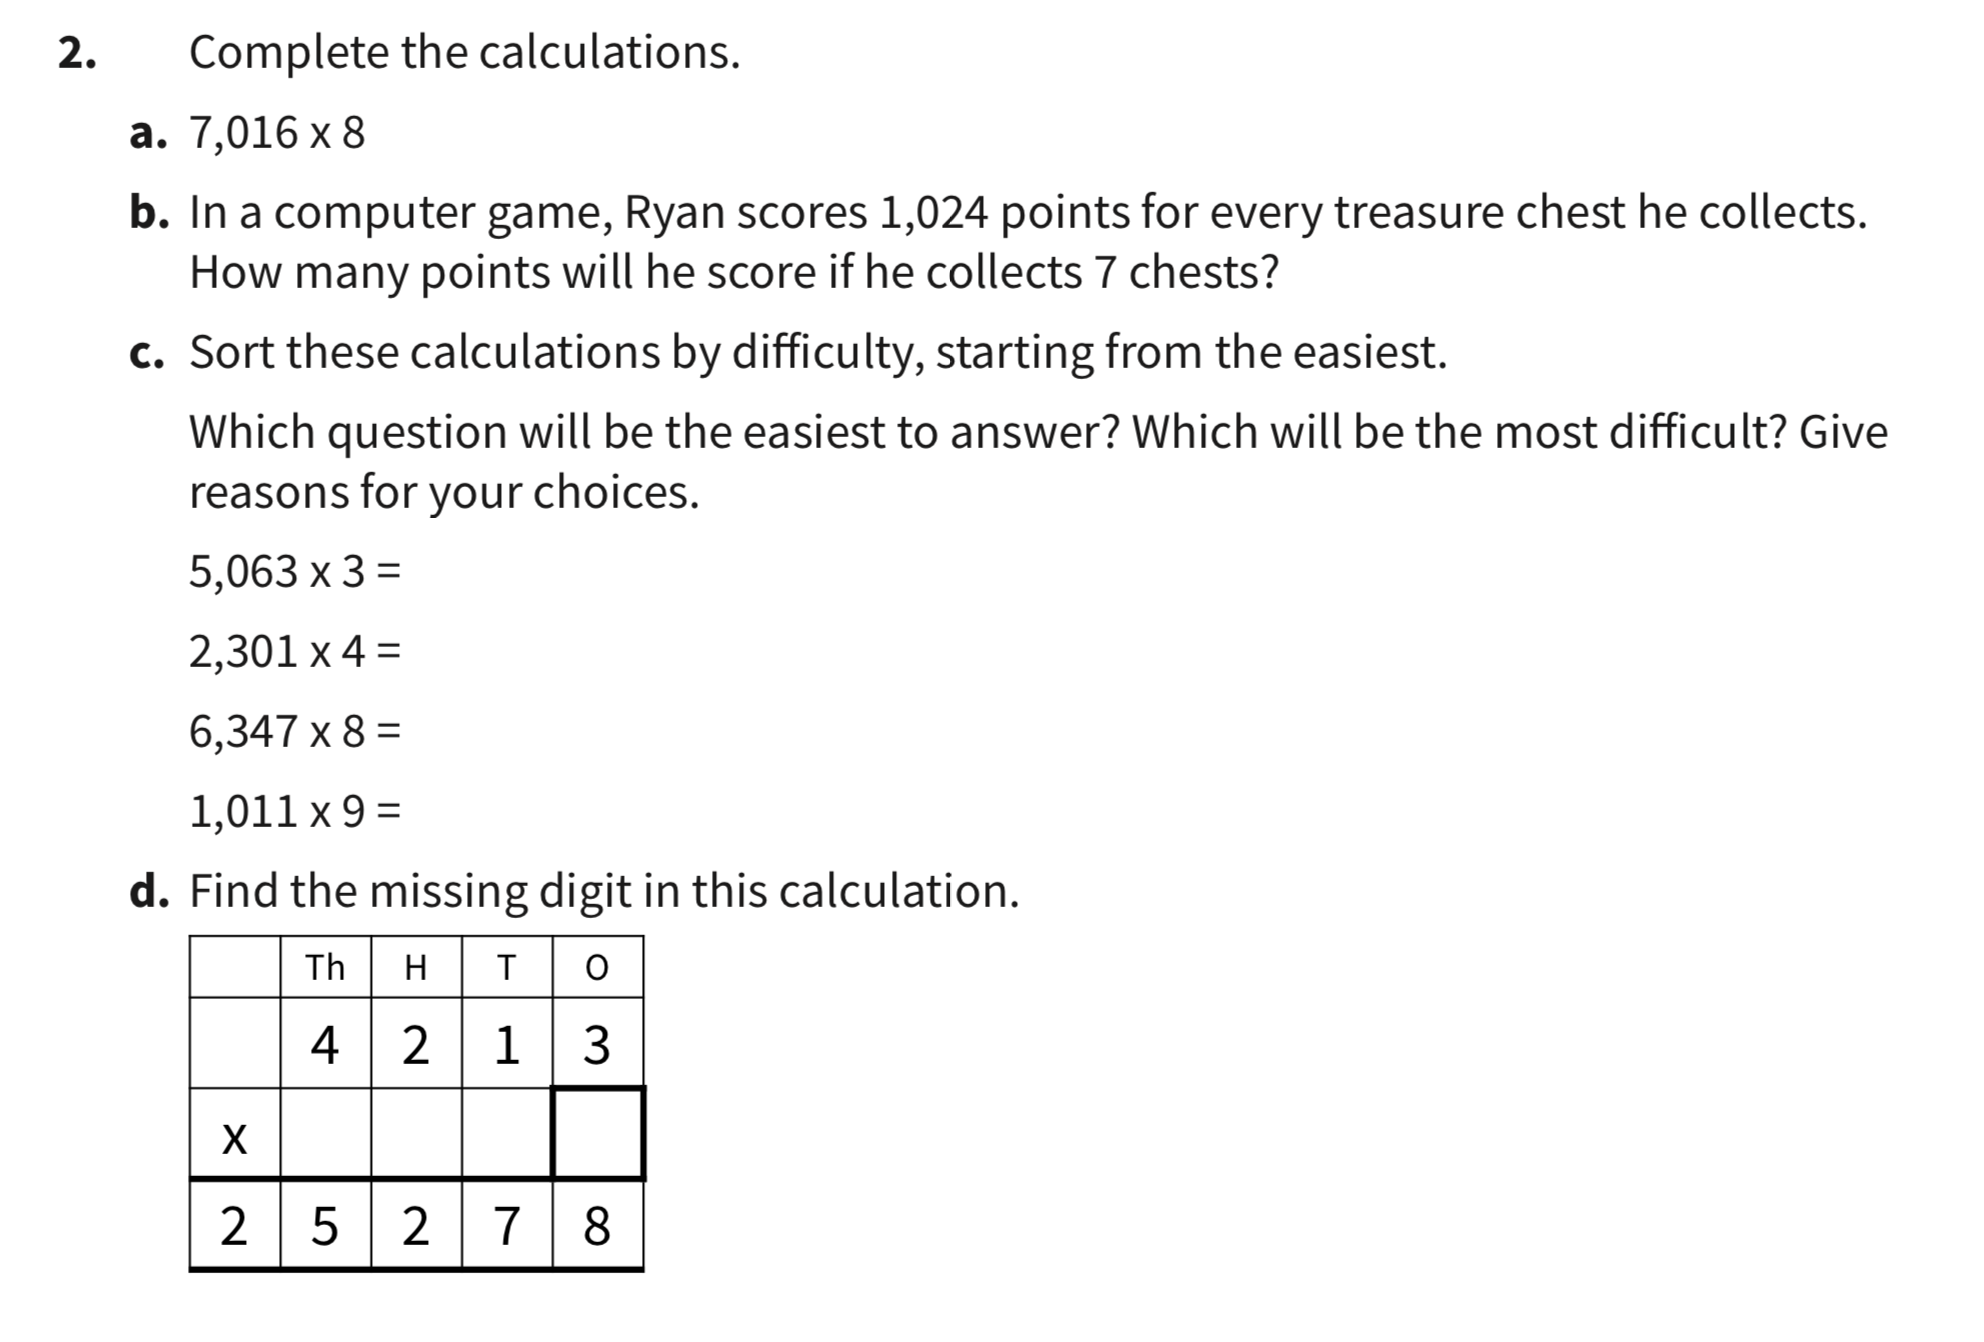 2. Complete the calculations.
a. 7,016 x 8
b. In a computer game, Ryan scores 1,024 points for every treasure chest he collects.
How many points will he score if he collects 7 chests?
c. Sort these calculations by difficulty, starting from the easiest.
Which question will be the easiest to answer? Which will be the most difficult? Give
reasons for your choices.
5,063 x 3 =
2,301 x 4 =
6,347 x 8 =
1,011 x 9 =
d. Find the missing digit in this calculation.
Th H T O
4 2 1 3
x
2 5 2 7 8